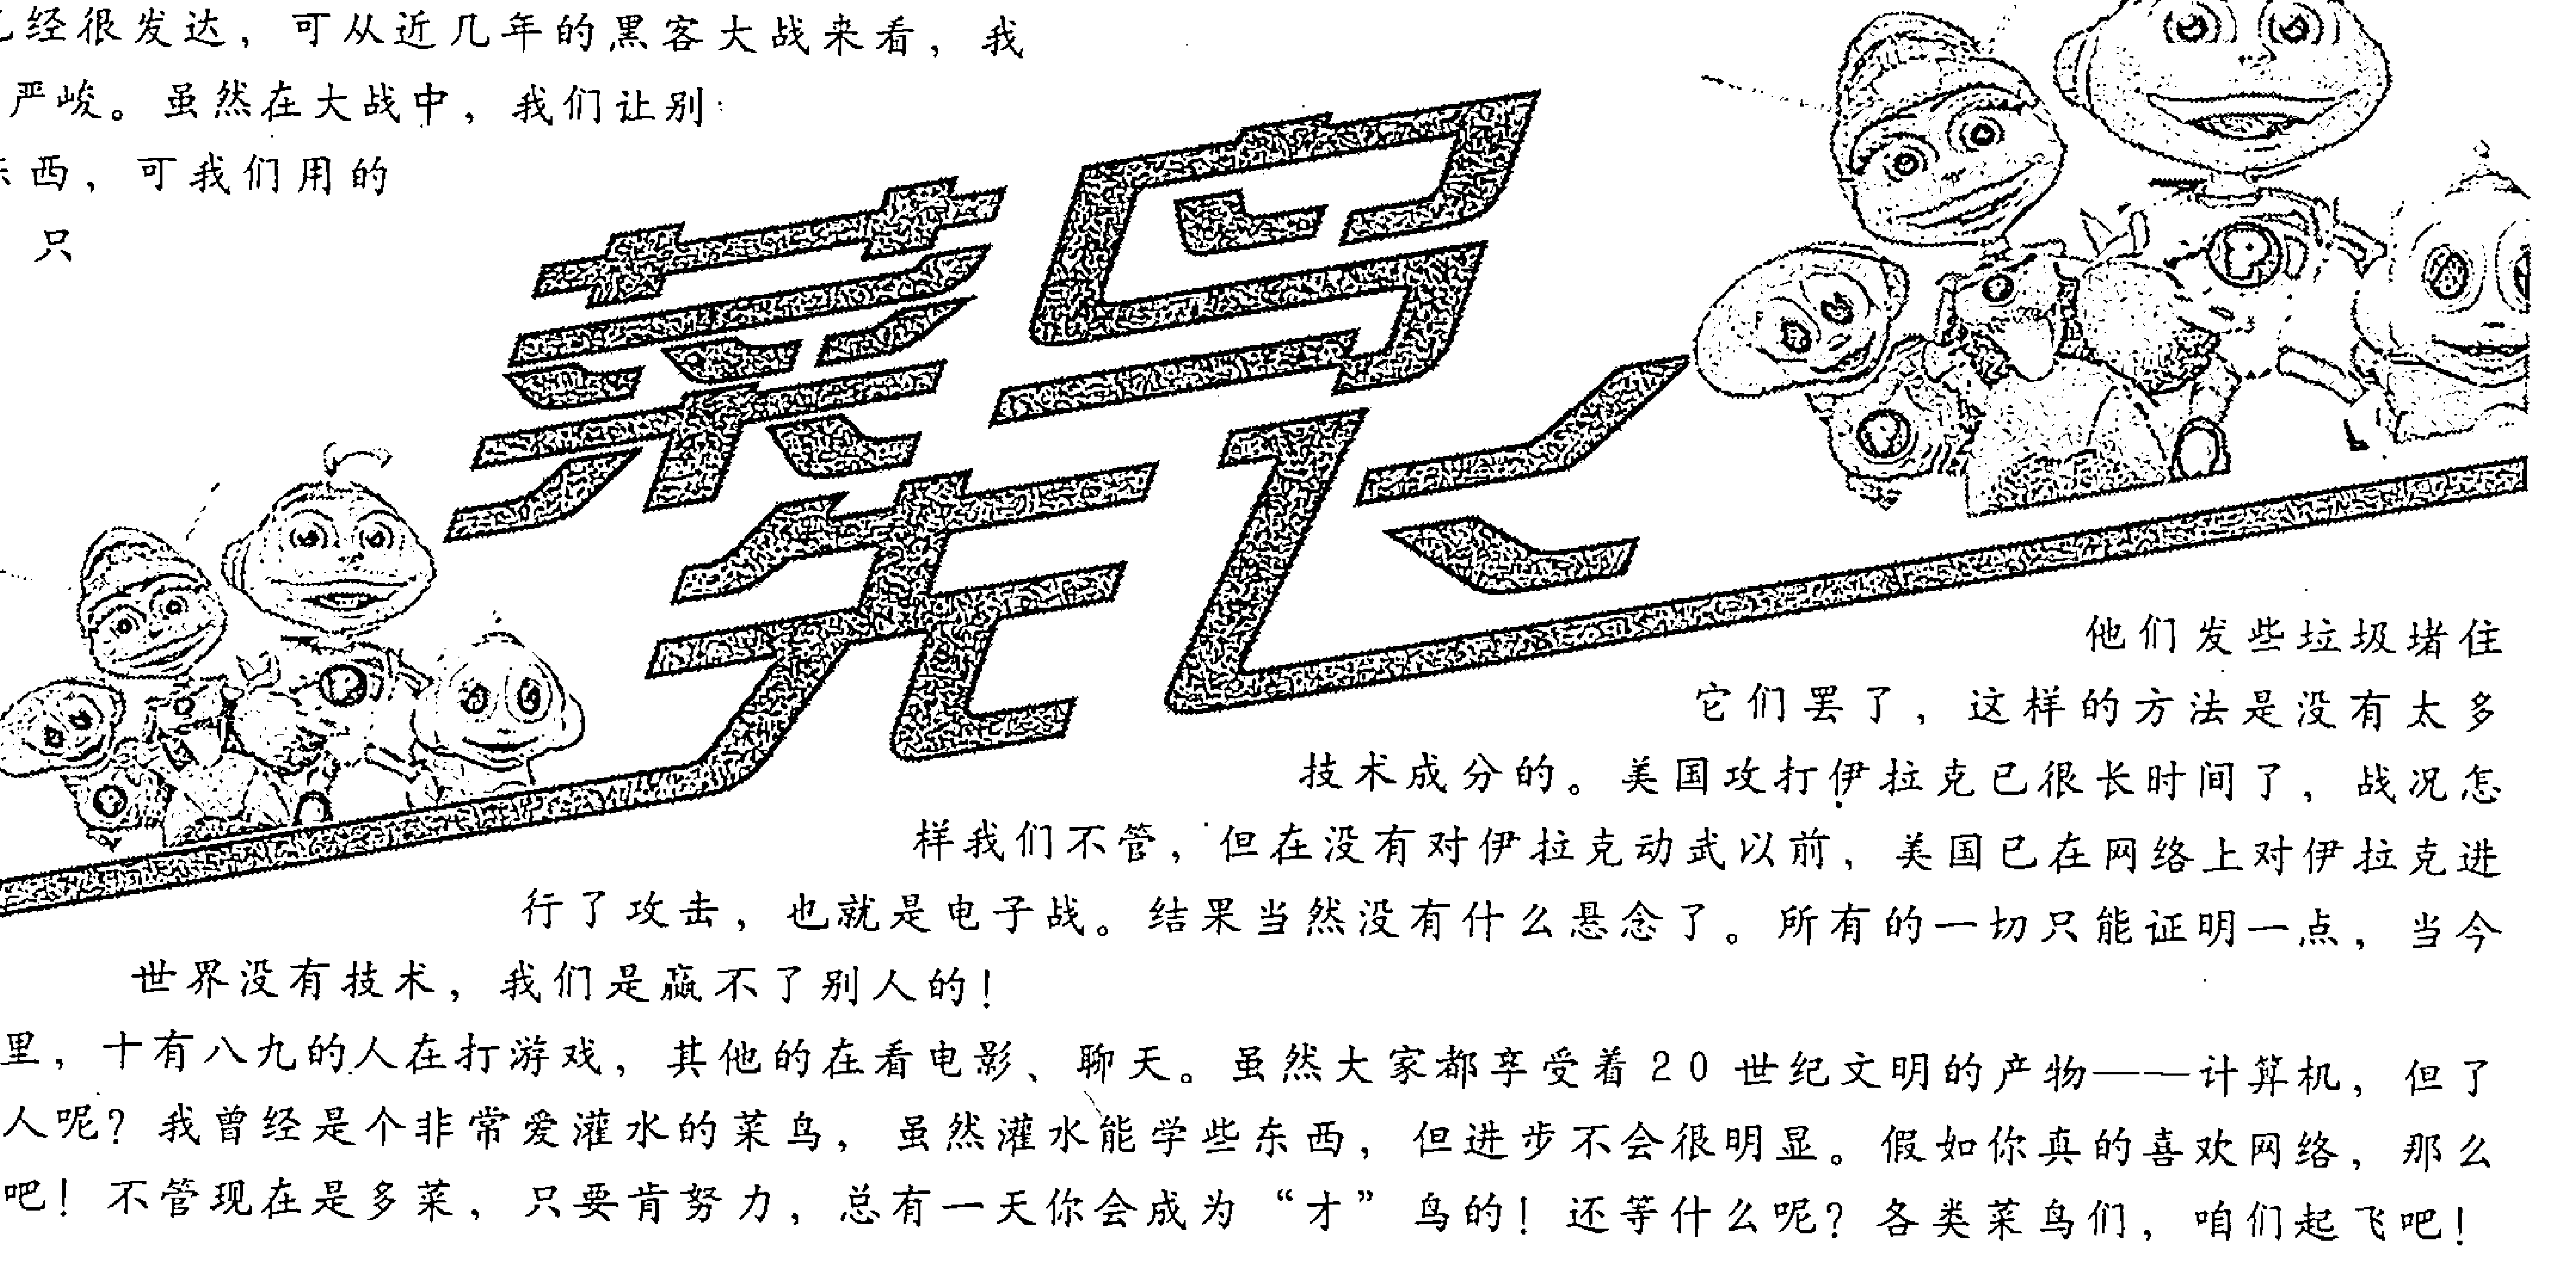 经很发达，可从近几年的黑客大战来看，我
严峻。虽然在大战中，我们让别
西，可我们用的
只
菜鸟
先飞
他们发些垃圾堵住
它们罢了，这样的方法是没有太多
技术成分的。美国攻打伊拉克已很长时间了，战况怎
样我们不管，但在没有对伊拉克动武以前，美国已在网络上对伊拉克进
行了攻击，也就是电子战。结果当然没有什么悬念了。所有的一切只能证明一点，当今
世界没有技术，我们是赢不了别人的！
里，十有八九的人在打游戏，其他的在看电影、聊天。虽然大家都享受着20世纪文明的产物——计算机，但了
人呢？我曾经是个非常爱灌水的菜鸟，虽然灌水能学些东西，但进步不会很明显。假如你真的喜欢网络，那么
吧！不管现在是多菜，只要肯努力，总有一天你会成为“才”鸟的！还等什么呢？各类菜鸟们，咱们起飞吧！